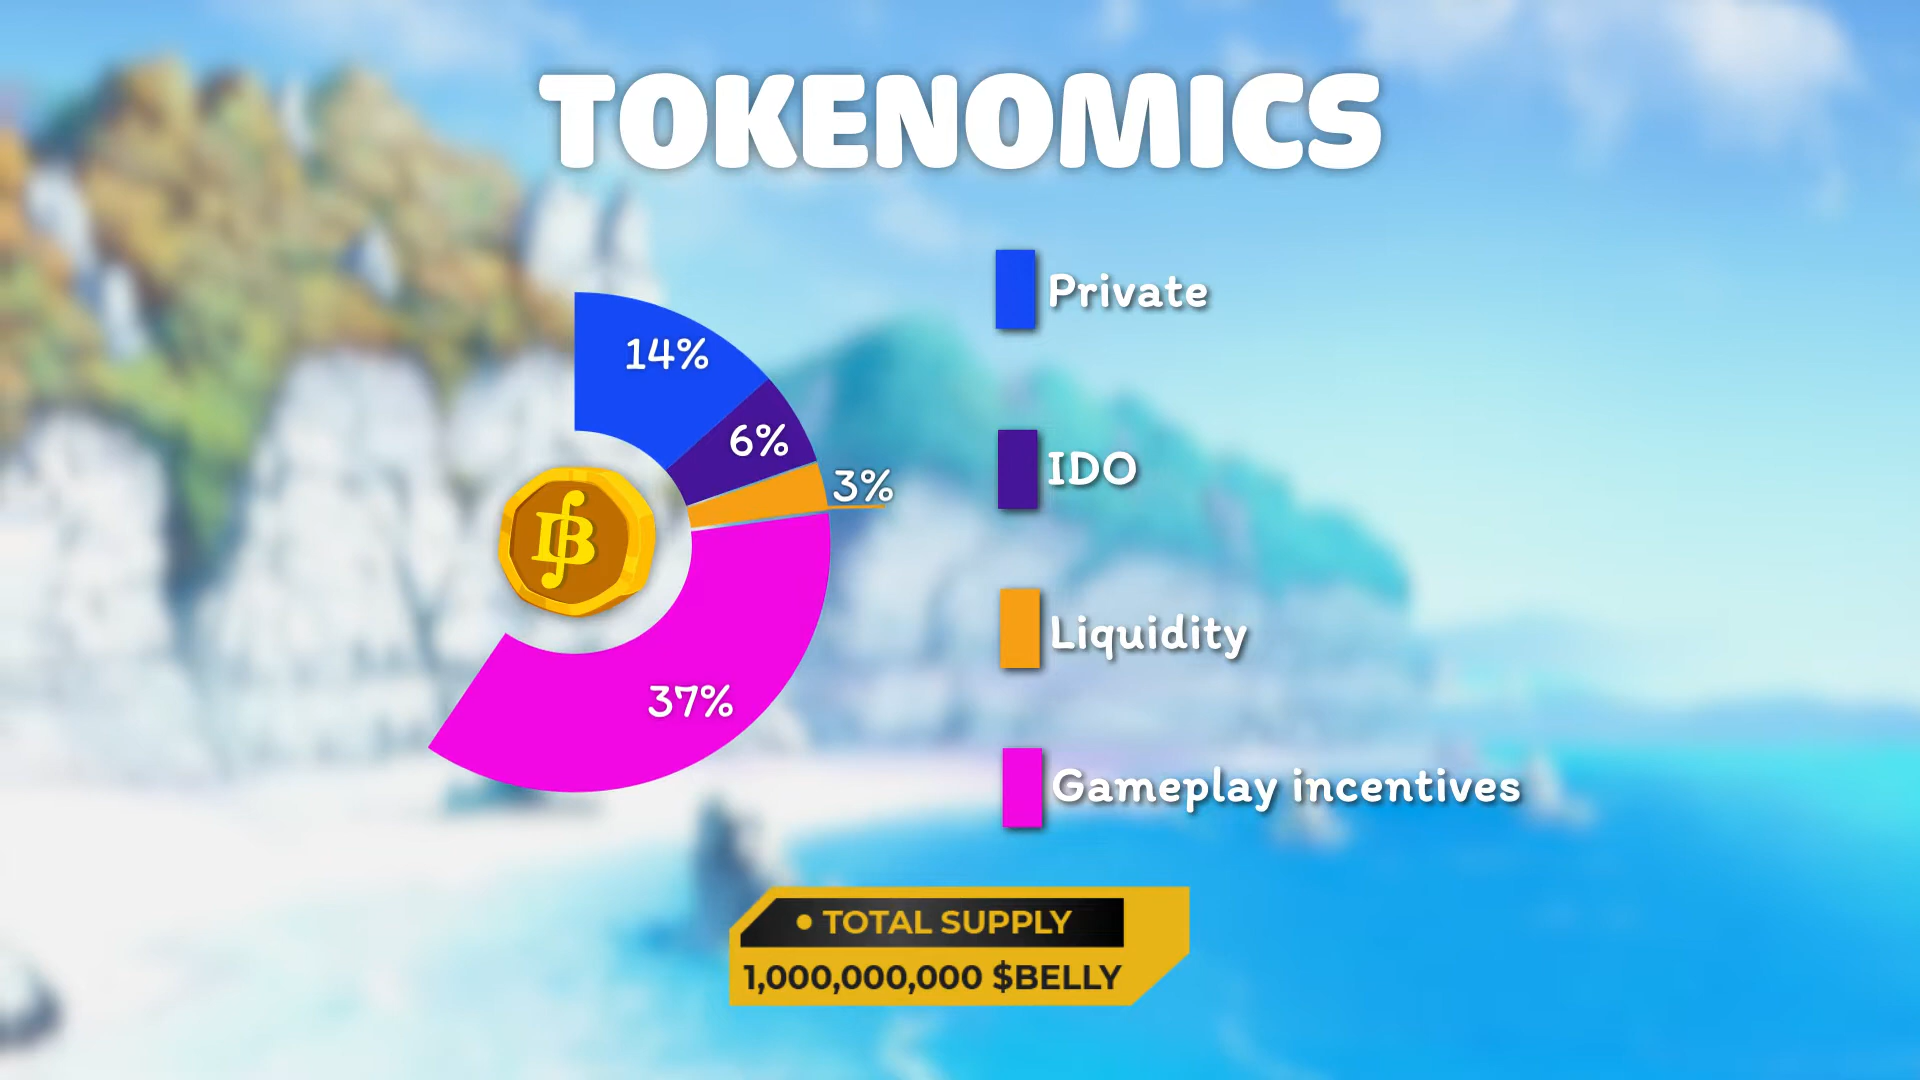 TOKENOMICS
14%
6%
3%
37%
Private
IDO
Liquidity
Gameplay incentives
• TOTAL SUPPLY
1,000,000,000 $BELLY